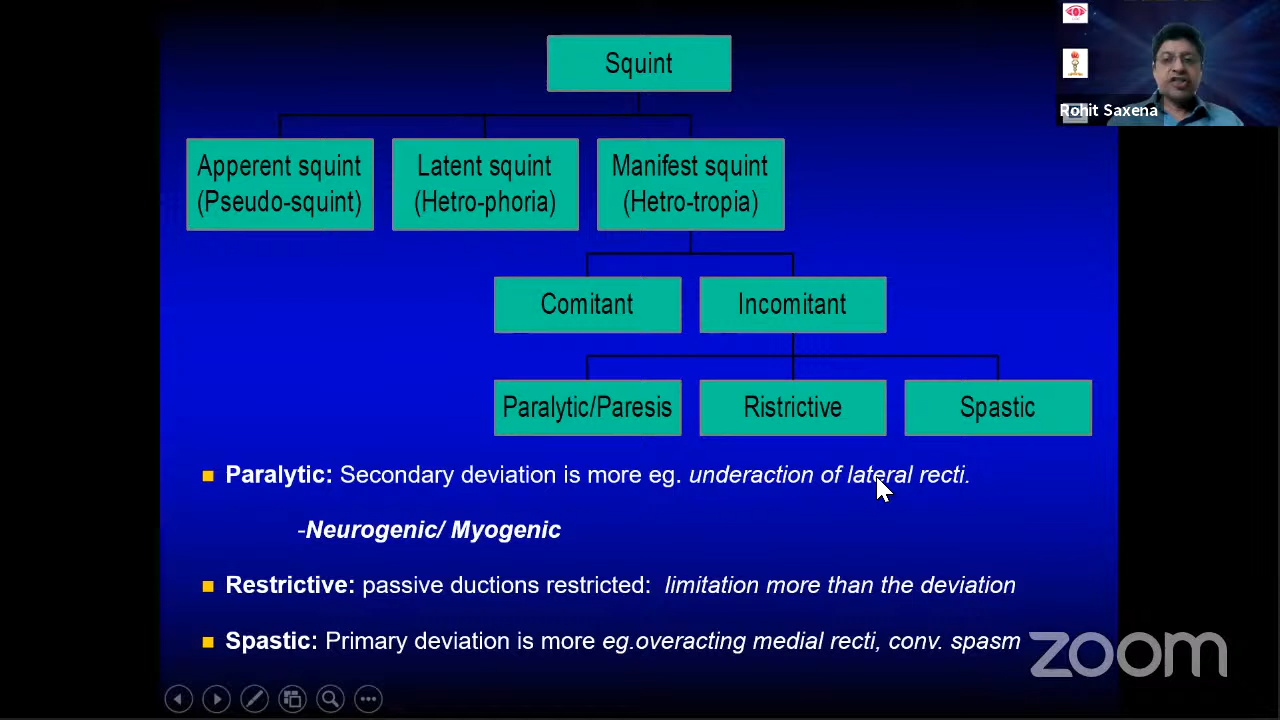 Squint
Rohit Saxena
Apperent squint
(Pseudo-squint)
Latent squint
(Hetro-phoria)
Manifest squint
(Hetro-tropia)
Comitant
Incomitant
Paralytic/Paresis
Ristrictive
Spastic
Paralytic: Secondary deviation is more eg. underaction of lateral recti.
-Neurogenic/ Myogenic
Restrictive: passive ductions restricted: limitation more than the deviation
Spastic: Primary deviation is more eg.overacting medial recti, conv. spasm
zoom